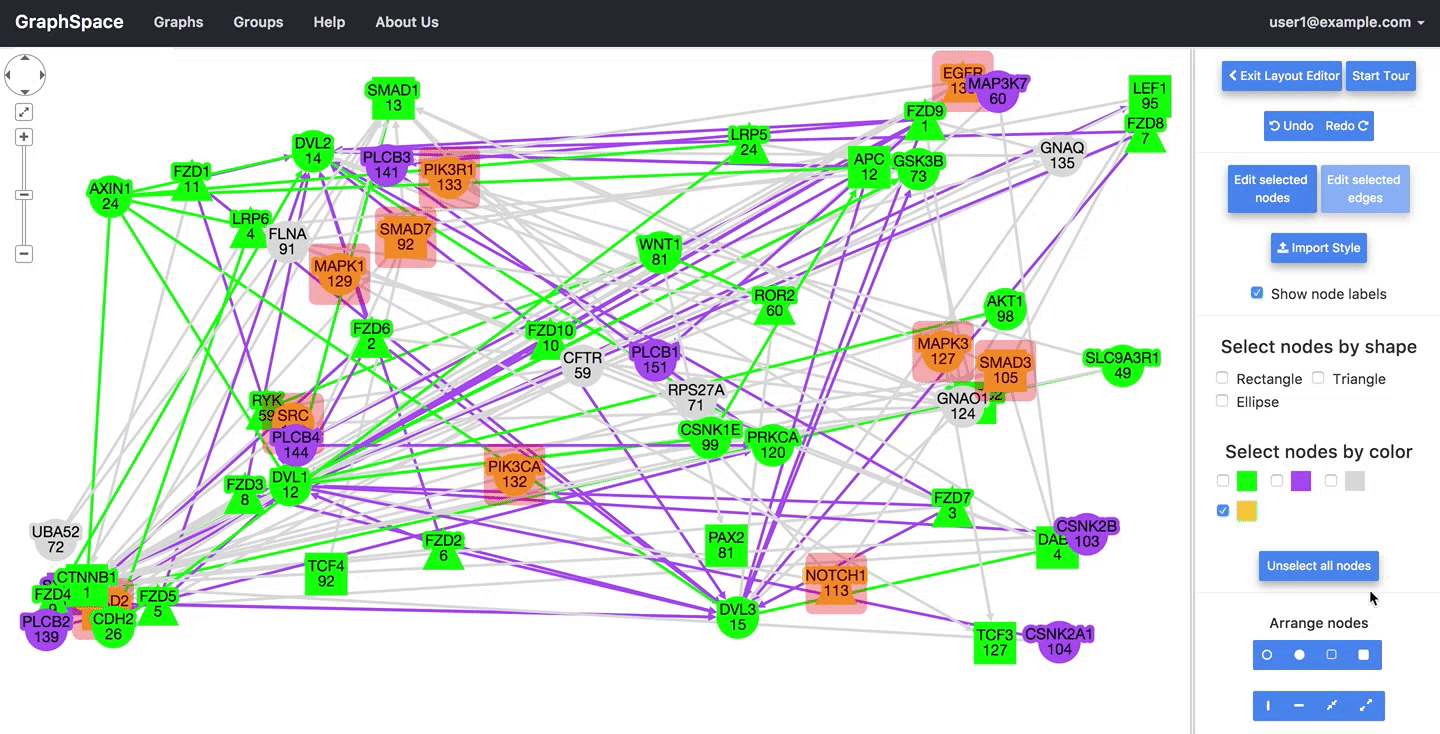 GraphSpace Graphs Groups Help About Us user1@example.com
SMAD1
13
EGFR
MAP3K7
60
LEF1
95
FZD9
1
FZD8
7
LRP5
24
DVL2
14
PLCB3
141
PIK3R1
133
APC
12
GSK3B
73
GNAQ
135
FZD1
11
AXIN1
24
LRP6
4
FLNA
91
SMAD7
92
WNT1
81
MAPK1
129
ROR2
60
AKT1
98
FZD6
2
FZD10
10
CFTR
59
PLCB1
151
MAPK3
127
SMAD3
105
SLC9A3R1
49
RPS27A
71
GNAO1
124
RYK
59
SRC
PLCB4
144
CSNK1E
99
PRKCA
120
PIK3CA
132
FZD3
8
DVL1
12
FZD7
3
UBA52
72
FZD2
6
PAX2
81
CSNK2B
103
4
TCF4
92
NOTCH1
113
CTNNB1
1
FZD4
9
FZD5
5
PLCB2
139
CDH2
26
DVL3
15
TCF3
127
CSNK2A1
104
Exit Layout Editor Start Tour
Undo Redo
Edit selected nodes
Edit selected edges
Import Style
Show node labels
Select nodes by shape
Rectangle Triangle
Ellipse
Select nodes by color
Unselect all nodes
Arrange nodes